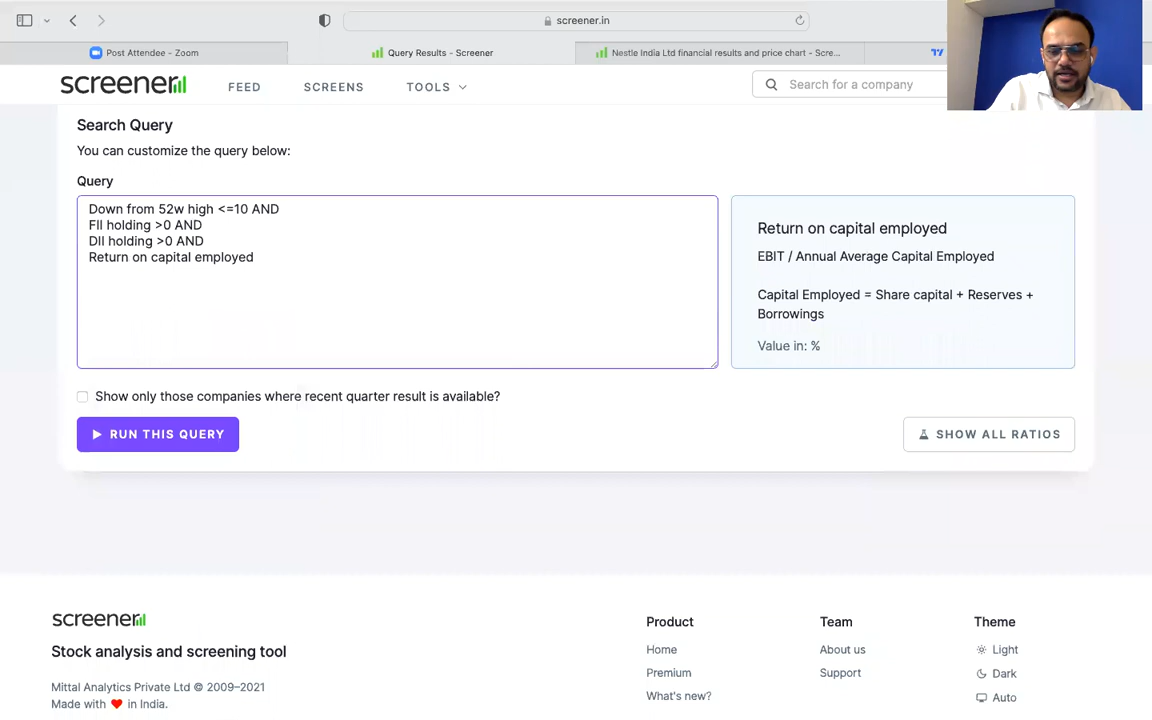 screener.in
Post Attendee - Zoom
Query Results - Screener
Nestle India Ltd financial results and price chart - Scre...
screener
FEED
SCREENS
TOOLS
Search for a company
Search Query
You can customize the query below:
Query
Down from 52w high <=10 AND
FII holding >0 AND
DII holding >0 AND
Return on capital employed
Return on capital employed
EBIT / Annual Average Capital Employed
Capital Employed = Share capital + Reserves +
Borrowings
Value in: %
Show only those companies where recent quarter result is available?
RUN THIS QUERY
SHOW ALL RATIOS
screener
Stock analysis and screening tool
Mittal Analytics Private Ltd © 2009–2021
Made with ❤ in India.
Product
Home
Premium
What's new?
Team
About us
Support
Theme
Light
Dark
Auto